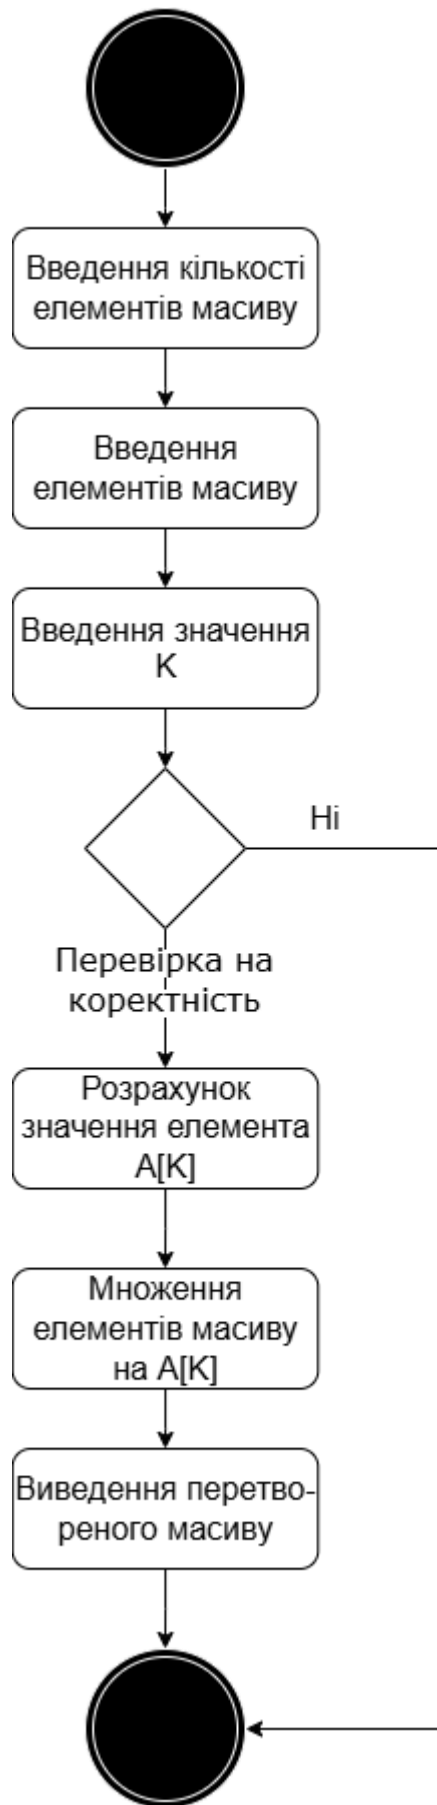 Введення кількості
елементів масиву
Введення
елементів масиву
Введення значення
K
Ні
Перевірка на
коректність
Розрахунок
значення елемента
A[K]
Множення
елементів масиву
на A[K]
Виведення перетво-
реного масиву